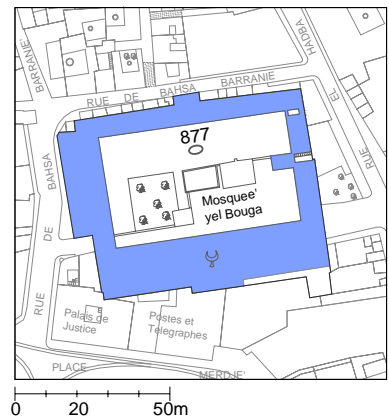 BARRANIE'
HADBA
EL
RUE
RUE DE BAHSA BARRANIE
877
BAHSA
DE
RUE
Mosquee'
yel Bouga
Palais de
Justice
Postes et
Telegraphes
PLACE MERDJE'
0 20 50m